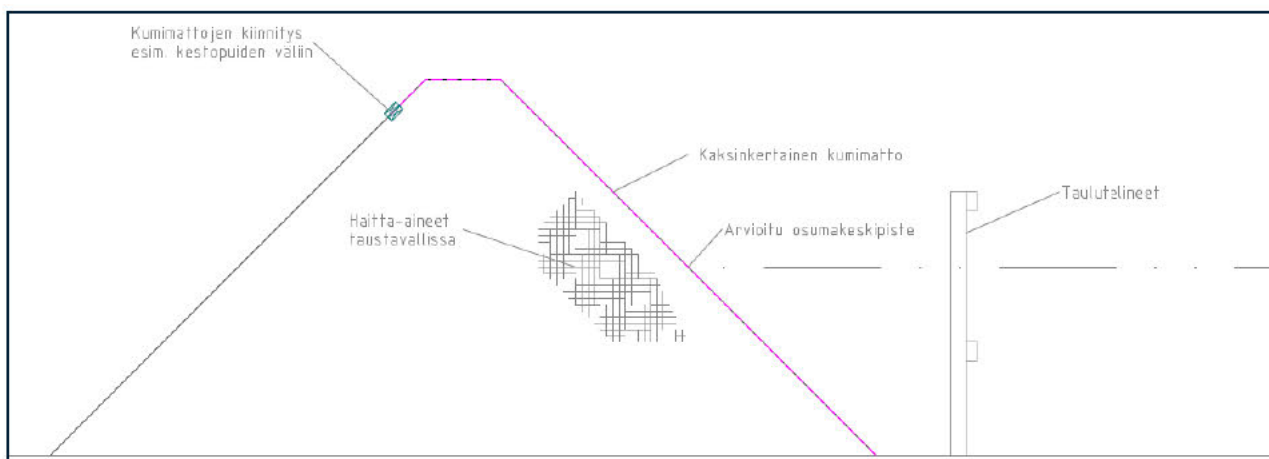 Kumimattojen kiinnitys
esim. kestopuiden väliin
Kaksinkertainen kumimatto
Taulutelineet
Haitta-aineet
taustavallissa
Arvioitu osumakeskipiste